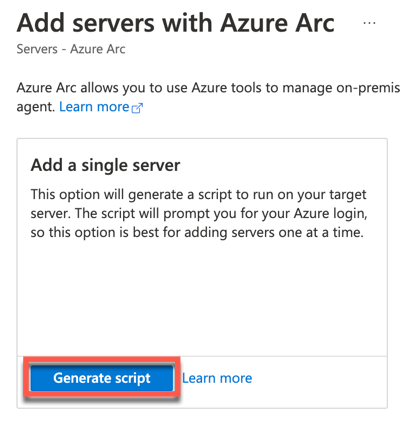 Add servers with Azure Arc ...
Servers - Azure Arc
Azure Arc allows you to use Azure tools to manage on-premis
agent. Learn more
Add a single server
This option will generate a script to run on your target
server. The script will prompt you for your Azure login,
so this option is best for adding servers one at a time.
Generate script Learn more